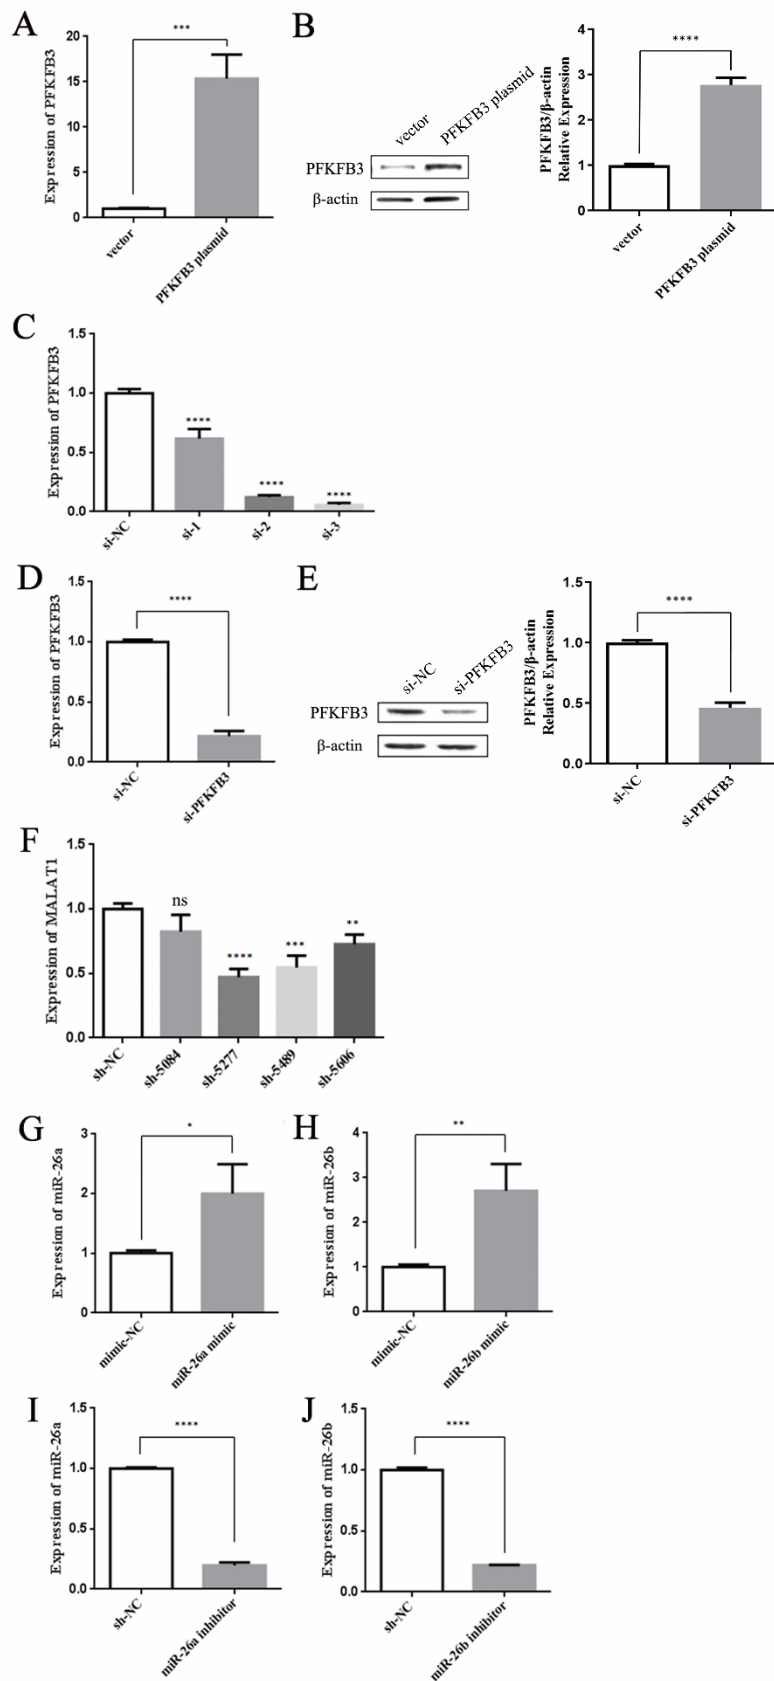 A
Expression of PFKFB3
20
15
10
5
0
***
vector
PFKFB3 plasmid
B
vector
PFKFB3 plasmid
PFKFB3
β-actin
PFKFB3/β-actin
Relative Expression
4
3
2
1
0
****
vector
PFKFB3 plasmid
C
Expression of PFKFB3
1.5
1.0
0.5
0.0
****
****
****
si-NC
si-1
si-2
si-3
D
Expression of PFKFB3
1.5
1.0
0.5
0.0
****
si-NC
si-PFKFB3
E
si-NC
si-PFKFB3
PFKFB3
β-actin
PFKFB3/β-actin
Relative Expression
1.5
1.0
0.5
0.0
****
si-NC
si-PFKFB3
F
Expression of MALAT1
1.5
1.0
0.5
0.0
ns
****
***
**
sh-NC
sh-5084
sh-5277
sh-5489
sh-5606
G
Expression of miR-26a
3
2
1
0
*
mimic-NC
miR-26a mimic
H
Expression of miR-26b
4
3
2
1
0
**
mimic-NC
miR-26b mimic
I
Expression of miR-26a
1.5
1.0
0.5
0.0
****
sh-NC
miR-26a inhibitor
J
Expression of miR-26b
1.5
1.0
0.5
0.0
****
sh-NC
miR-26b inhibitor